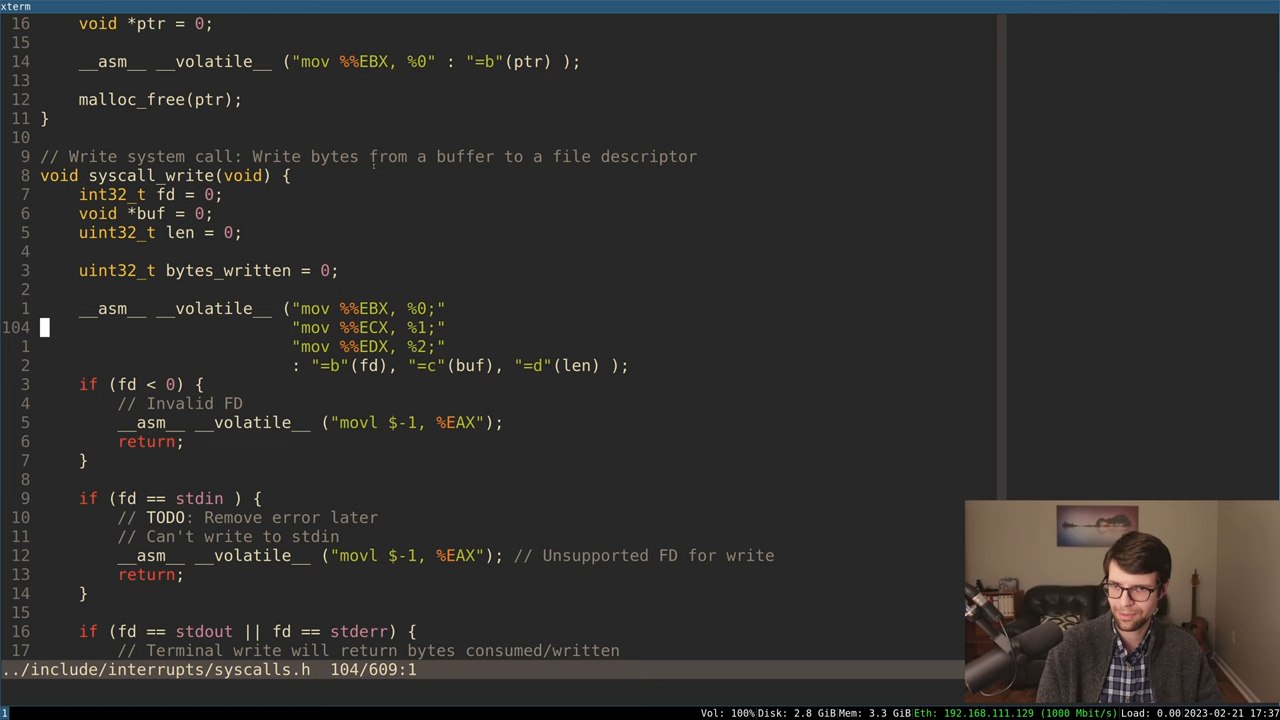 xterm
16 void *ptr = 0;
15
14 __asm__ __volatile__ ("mov %%EBX, %0" : "=b"(ptr) );
13
12 malloc_free(ptr);
11 }
10
9 // Write system call: Write bytes from a buffer to a file descriptor
8 void syscall_write(void) {
7 int32_t fd = 0;
6 void *buf = 0;
5 uint32_t len = 0;
4
3 uint32_t bytes_written = 0;
2
1 __asm__ __volatile__ ("mov %%EBX, %0;"
104 "mov %%ECX, %1;"
1 "mov %%EDX, %2;"
2 : "=b"(fd), "=c"(buf), "=d"(len) );
3 if (fd < 0) {
4 // Invalid FD
5 __asm__ __volatile__ ("movl $-1, %EAX");
6 return;
7 }
8
9 if (fd == stdin ) {
10 // TODO: Remove error later
11 // Can't write to stdin
12 __asm__ __volatile__ ("movl $-1, %EAX"); // Unsupported FD for write
13 return;
14 }
15
16 if (fd == stdout || fd == stderr) {
17 // Terminal write will return bytes consumed/written
../include/interrupts/syscalls.h 104/609:1
1 Vol: 100% Disk: 2.8 GiB Mem: 3.3 GiB Eth: 192.168.111.129 (1000 Mbit/s) Load: 0.00 2023-02-21 17:37